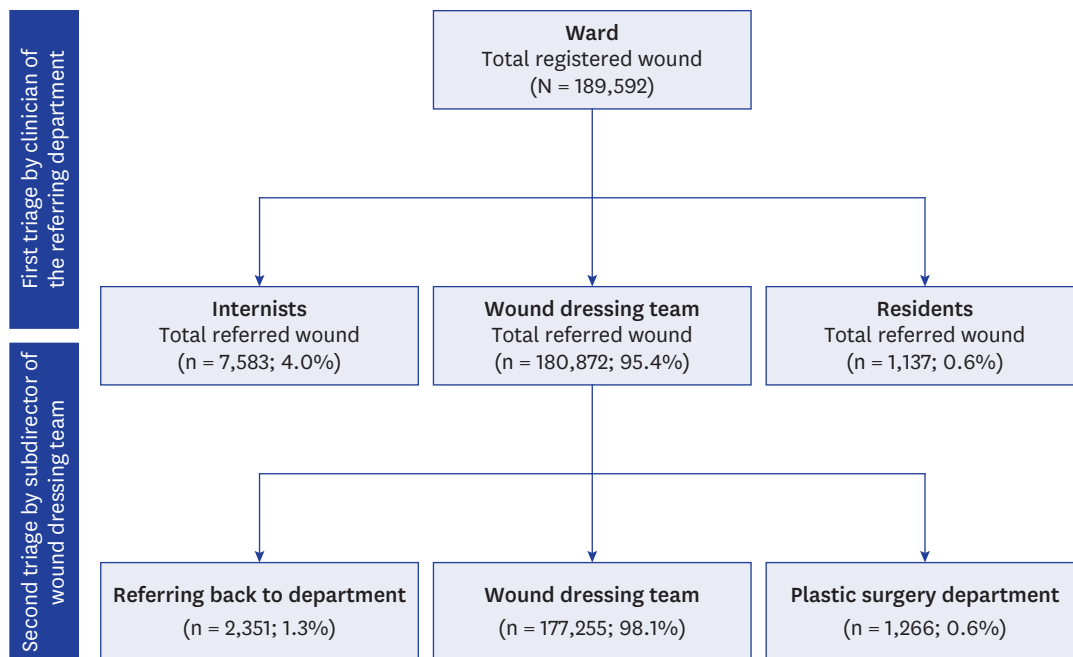 First triage by clinician of
the referring department
Ward
Total registered wound
(N = 189,592)
Internists
Total referred wound
(n = 7,583; 4.0%)
Wound dressing team
Total referred wound
(n = 180,872; 95.4%)
Residents
Total referred wound
(n = 1,137; 0.6%)
Second triage by subdirector of
wound dressing team
Referring back to department
(n = 2,351; 1.3%)
Wound dressing team
(n = 177,255; 98.1%)
Plastic surgery department
(n = 1,266; 0.6%)